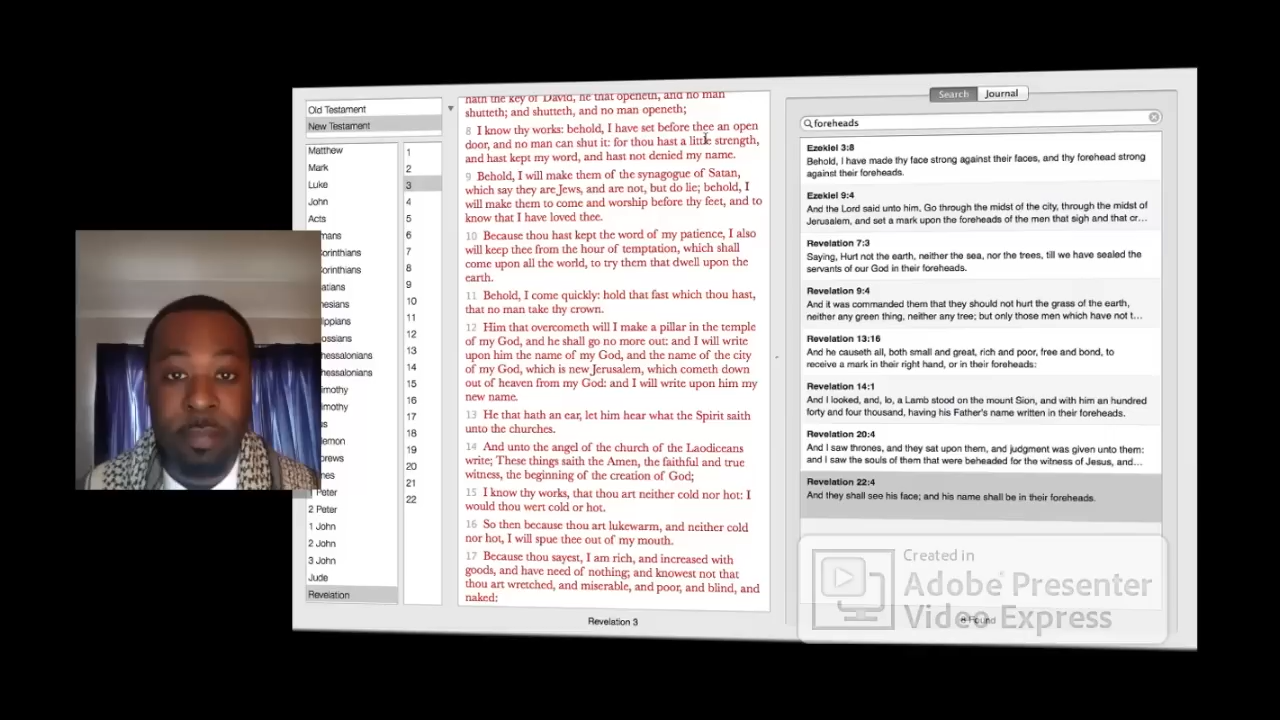 Old Testament
New Testament
Matthew
Mark
Luke
John
Acts
mans
orinthians
orinthians
atians
nesians
ippians
ossians
hessalonians
hessalonians
imothy
imothy
us
lemon
brews
nes
1 Peter
2 Peter
1 John
2 John
3 John
Jude
Revelation
1
2
3
4
5
6
7
8
9
10
11
12
13
14
15
16
17
18
19
20
21
22
hath the key of David, he that openeth, and no man
shutteth; and shutteth, and no man openeth;
8 I know thy works: behold, I have set before thee an open
door, and no man can shut it: for thou hast a little strength,
and hast kept my word, and hast not denied my name.
9 Behold, I will make them of the synagogue of Satan,
which say they are Jews, and are not, but do lie; behold, I
will make them to come and worship before thy feet, and to
know that I have loved thee.
10 Because thou hast kept the word of my patience, I also
will keep thee from the hour of temptation, which shall
come upon all the world, to try them that dwell upon the
earth.
11 Behold, I come quickly: hold that fast which thou hast,
that no man take thy crown.
12 Him that overcometh will I make a pillar in the temple
of my God, and he shall go no more out: and I will write
upon him the name of my God, and the name of the city
of my God, which is new Jerusalem, which cometh down
out of heaven from my God: and I will write upon him my
new name.
13 He that hath an ear, let him hear what the Spirit saith
unto the churches.
14 And unto the angel of the church of the Laodiceans
write; These things saith the Amen, the faithful and true
witness, the beginning of the creation of God;
15 I know thy works, that thou art neither cold nor hot: I
would thou wert cold or hot.
16 So then because thou art lukewarm, and neither cold
nor hot, I will spue thee out of my mouth.
17 Because thou sayest, I am rich, and increased with
goods, and have need of nothing; and knowest not that
thou art wretched, and miserable, and poor, and blind, and
naked:
Revelation 3
Search Journal
foreheads
Ezekiel 3:8
Behold, I have made thy face strong against their faces, and thy forehead strong
against their foreheads.
Ezekiel 9:4
And the Lord said unto him, Go through the midst of the city, through the midst of
Jerusalem, and set a mark upon the foreheads of the men that sigh and that cr...
Revelation 7:3
Saying, Hurt not the earth, neither the sea, nor the trees, till we have sealed the
servants of our God in their foreheads.
Revelation 9:4
And it was commanded them that they should not hurt the grass of the earth,
neither any green thing, neither any tree; but only those men which have not t...
Revelation 13:16
And he causeth all, both small and great, rich and poor, free and bond, to
receive a mark in their right hand, or in their foreheads:
Revelation 14:1
And I looked, and, lo, a Lamb stood on the mount Sion, and with him an hundred
forty and four thousand, having his Father's name written in their foreheads.
Revelation 20:4
And I saw thrones, and they sat upon them, and judgment was given unto them:
and I saw the souls of them that were beheaded for the witness of Jesus, and...
Revelation 22:4
And they shall see his face; and his name shall be in their foreheads.
8 Found
Created in
Adobe Presenter
Video Express